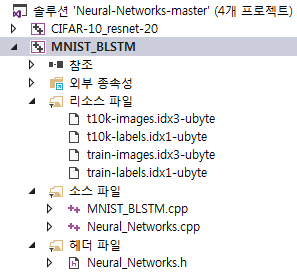 솔루션 'Neural-Networks-master' (4개 프로젝트)
CIFAR-10_resnet-20
MNIST_BLSTM
참조
외부 종속성
리소스 파일
t10k-images.idx3-ubyte
t10k-labels.idx1-ubyte
train-images.idx3-ubyte
train-labels.idx1-ubyte
소스 파일
MNIST_BLSTM.cpp
Neural_Networks.cpp
헤더 파일
Neural_Networks.h